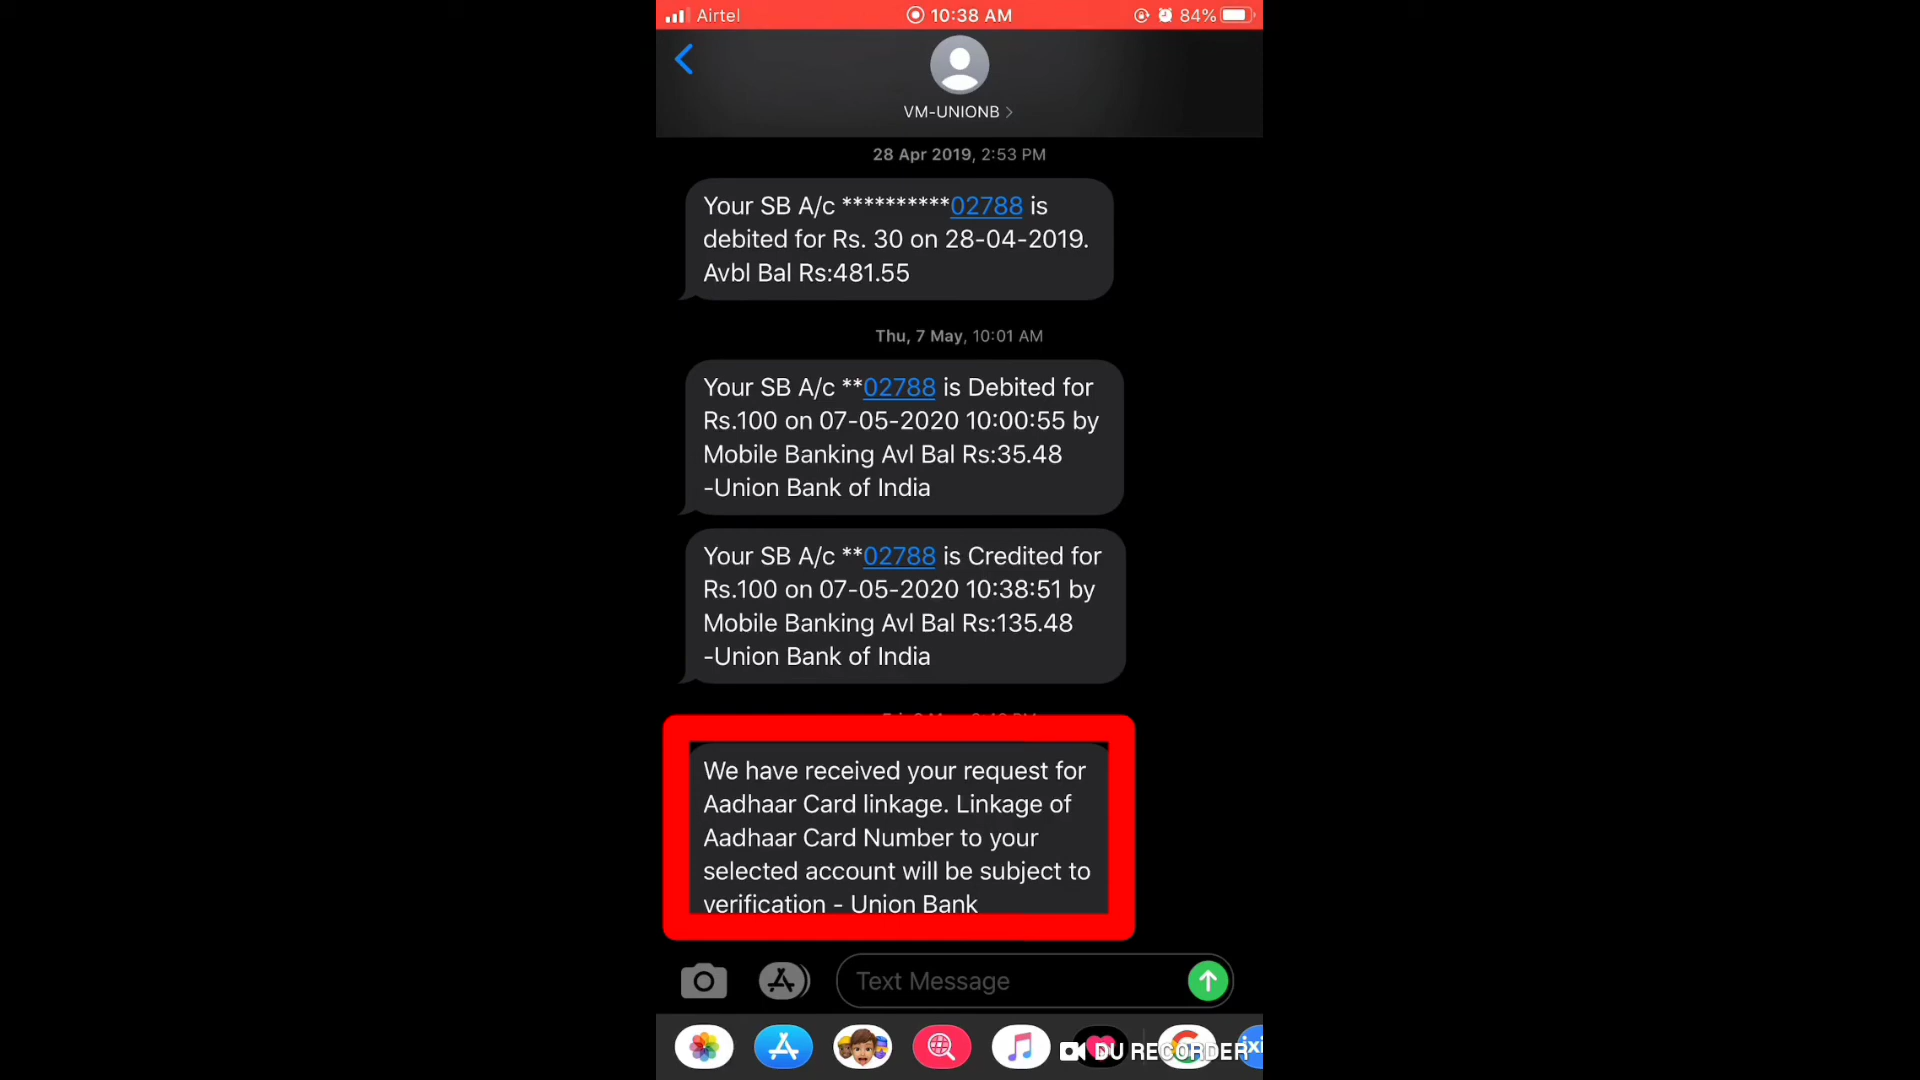 Airtel 10:38 AM 84%
VM-UNIONB
28 Apr 2019, 2:53 PM
Your SB A/c **********02788 is
debited for Rs. 30 on 28-04-2019.
Avbl Bal Rs:481.55
Thu, 7 May, 10:01 AM
Your SB A/c **02788 is Debited for
Rs.100 on 07-05-2020 10:00:55 by
Mobile Banking Avl Bal Rs:35.48
-Union Bank of India
Your SB A/c **02788 is Credited for
Rs.100 on 07-05-2020 10:38:51 by
Mobile Banking Avl Bal Rs:135.48
-Union Bank of India
We have received your request for
Aadhaar Card linkage. Linkage of
Aadhaar Card Number to your
selected account will be subject to
verification - Union Bank
Text Message
DU RECORDER